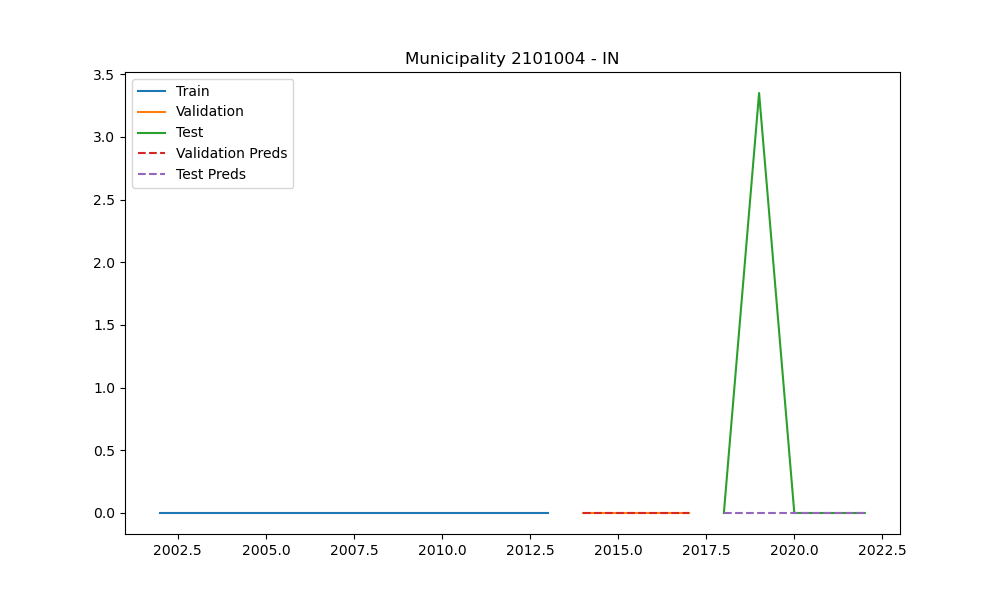 Municipality 2101004 - IN
3.5
3.0
2.5
2.0
1.5
1.0
0.5
0.0
Train
Validation
Test
Validation Preds
Test Preds
2002.5 2005.0 2007.5 2010.0 2012.5 2015.0 2017.5 2020.0 2022.5